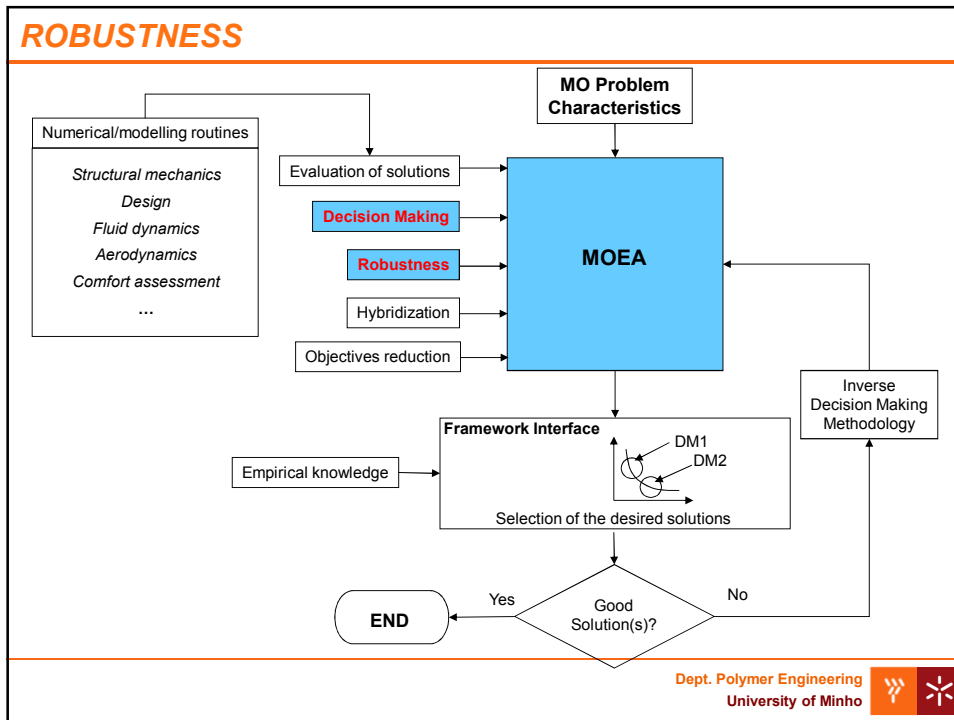 ROBUSTNESS
MO Problem
Characteristics
Numerical/modelling routines
Structural mechanics
Design
Fluid dynamics
Aerodynamics
Comfort assessment
...
Evaluation of solutions
Decision Making
Robustness
Hybridization
Objectives reduction
MOEA
Inverse
Decision Making
Methodology
Framework Interface
DM1
DM2
Selection of the desired solutions
Empirical knowledge
Good
Solution(s)?
Yes
No
END
Dept. Polymer Engineering
University of Minho